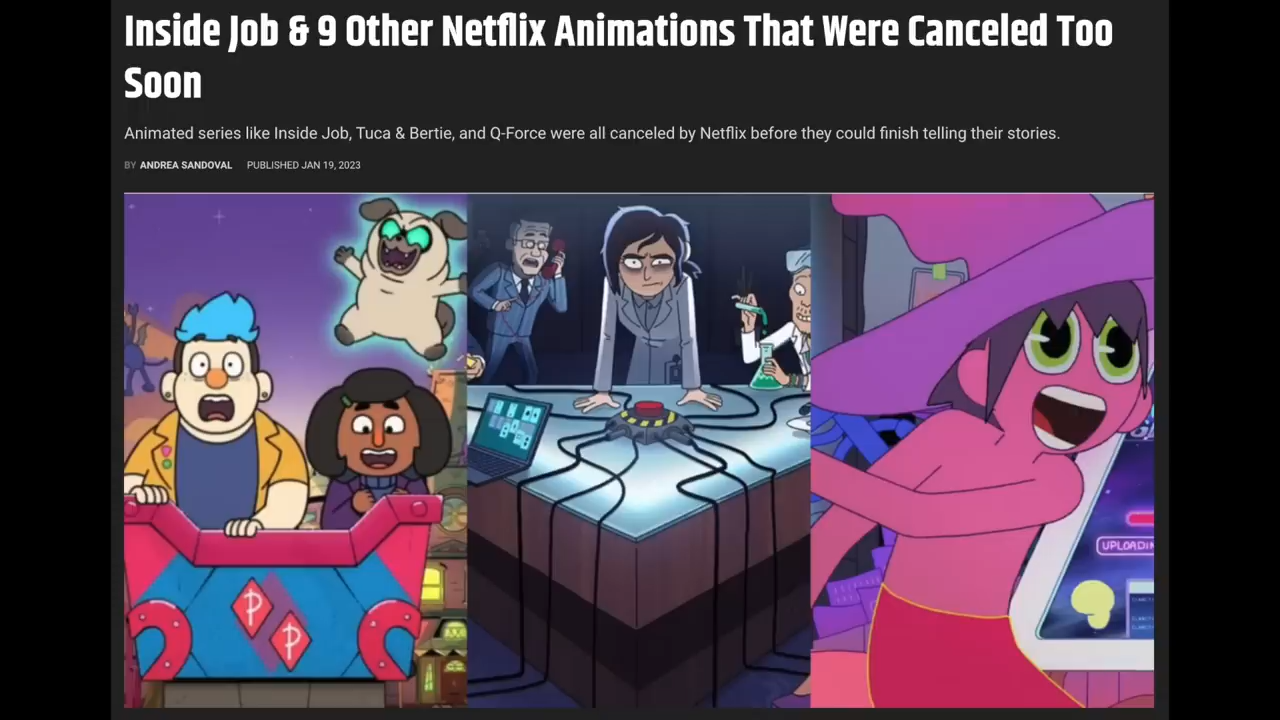 Inside Job & 9 Other Netflix Animations That Were Canceled Too
Soon
Animated series like Inside Job, Tuca & Bertie, and Q-Force were all canceled by Netflix before they could finish telling their stories.
BY ANDREA SANDOVAL PUBLISHED JAN 19, 2023
P
P
UPLOADIN